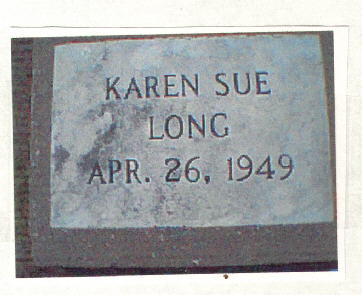 KAREN SUE
LONG
APR. 26, 1949